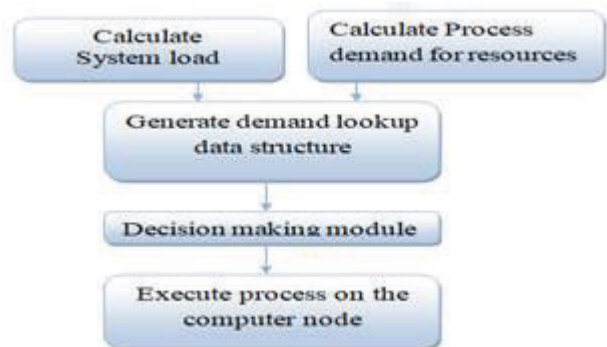 Calculate
System load
Calculate Process
demand for resources
Generate demand lookup
data structure
Decision making module
Execute process on the
computer node